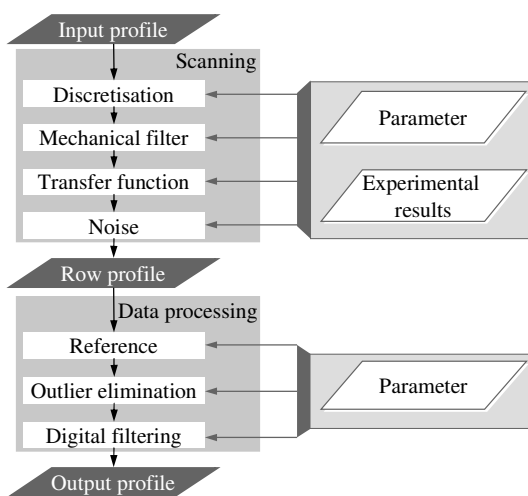 Input profile
Scanning
Discretisation
Mechanical filter
Transfer function
Noise
Parameter
Experimental
results
Row profile
Data processing
Reference
Outlier elimination
Digital filtering
Parameter
Output profile